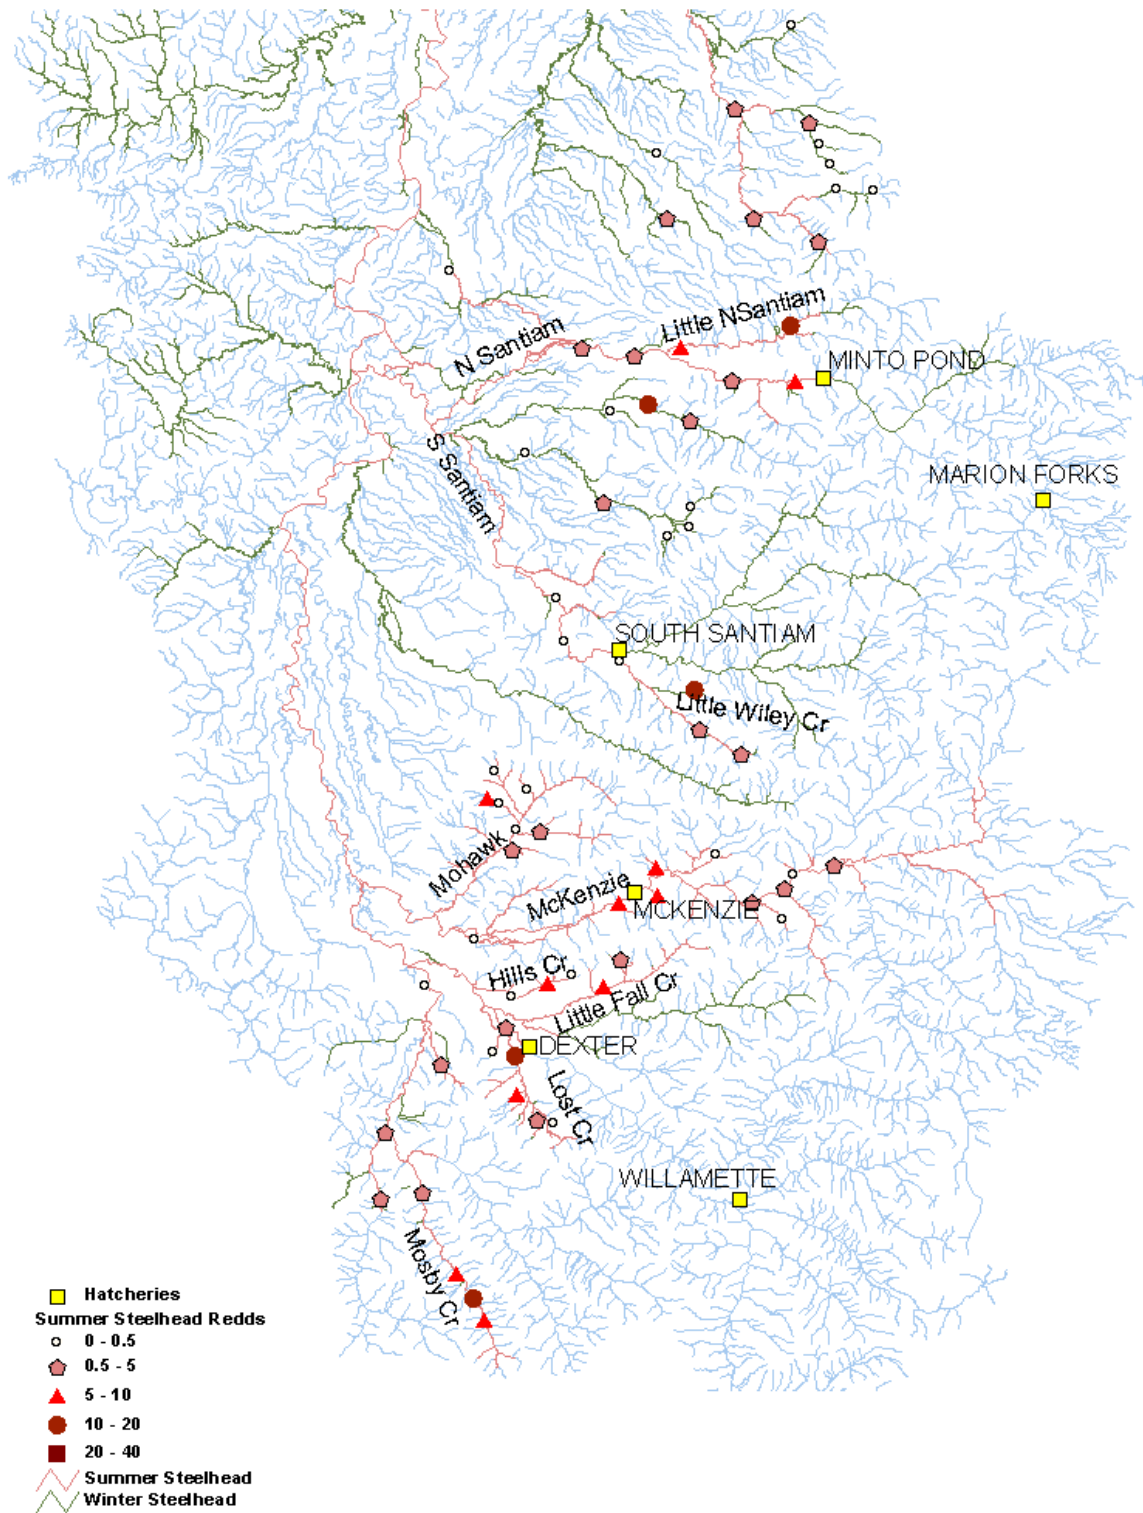 Little NSantiam
N Santiam
MINTO POND
S Santiam
MARION FORKS
SOUTH SANTIAM
Little Wiley Cr
Mohawk
McKenzie
MCKENZIE
Hills Cr
Little Fall Cr
DEXTER
Lost Cr
WILLAMETTE
Mosby Cr
Hatcheries
Summer Steelhead Redds
0 - 0.5
0.5 - 5
5 - 10
10 - 20
20 - 40
Summer Steelhead
Winter Steelhead